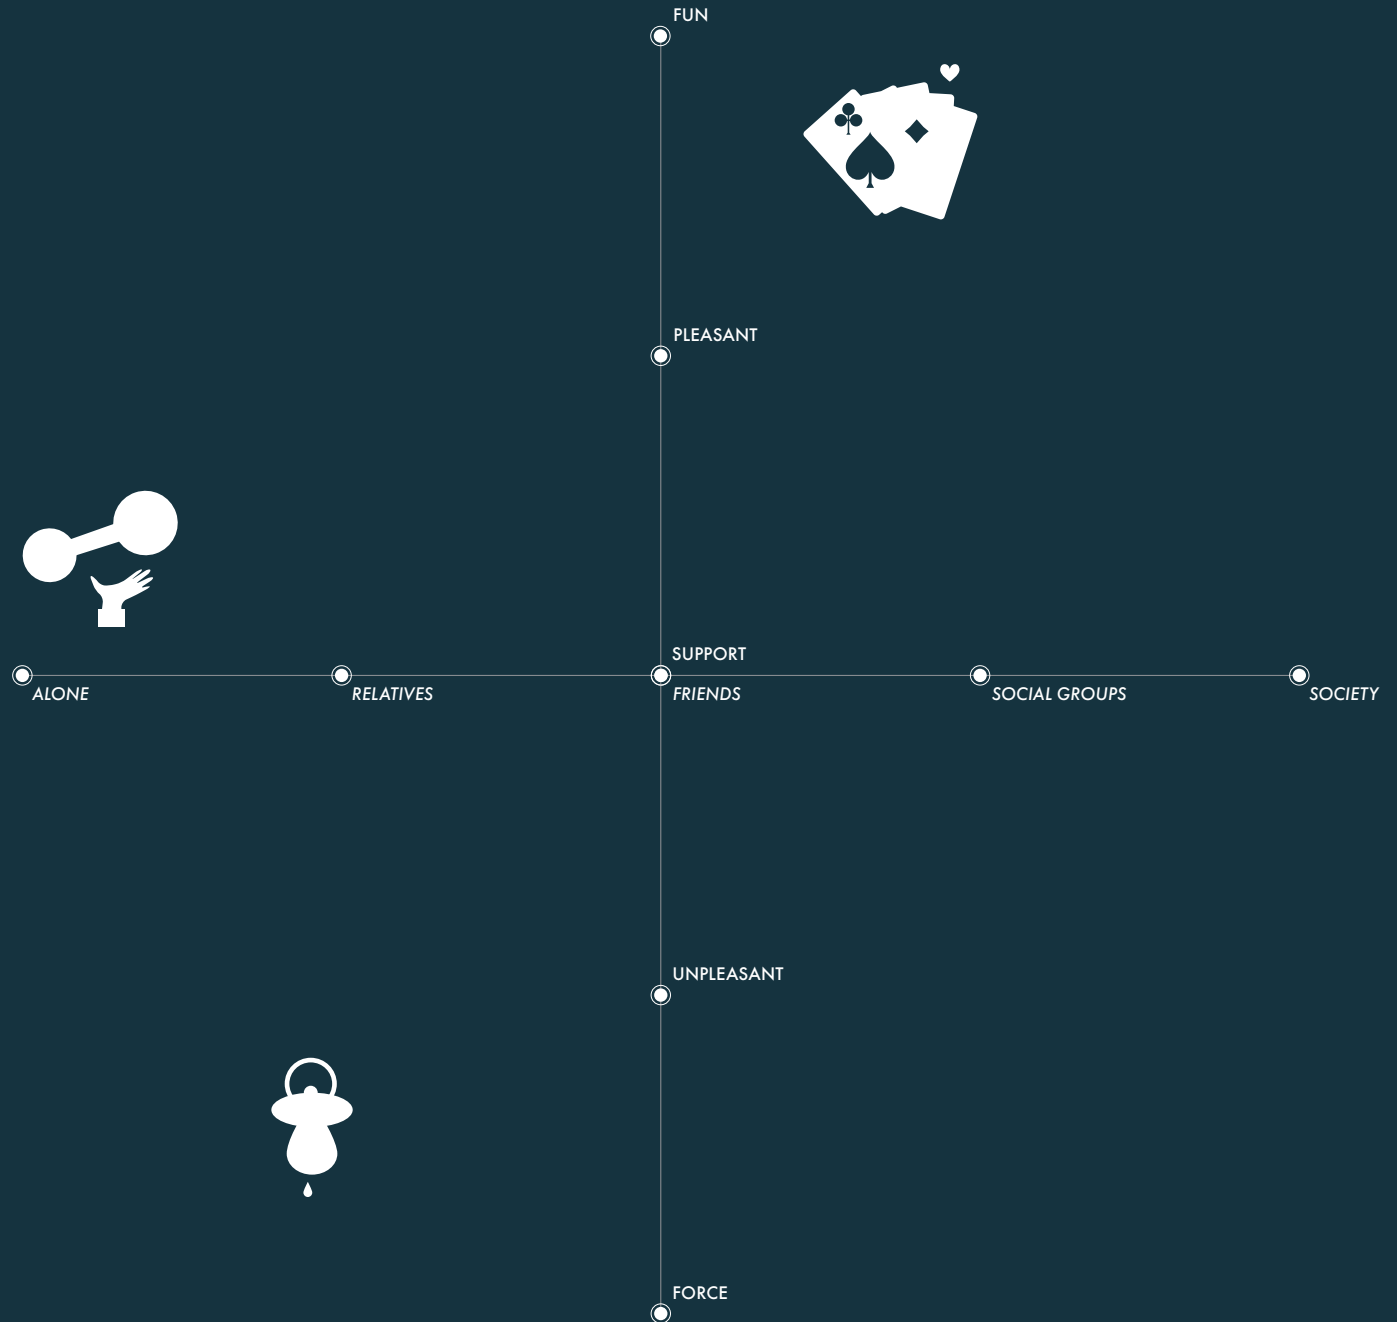 FUN
PLEASANT
SUPPORT
ALONE
RELATIVES
FRIENDS
SOCIAL GROUPS
SOCIETY
UNPLEASANT
FORCE